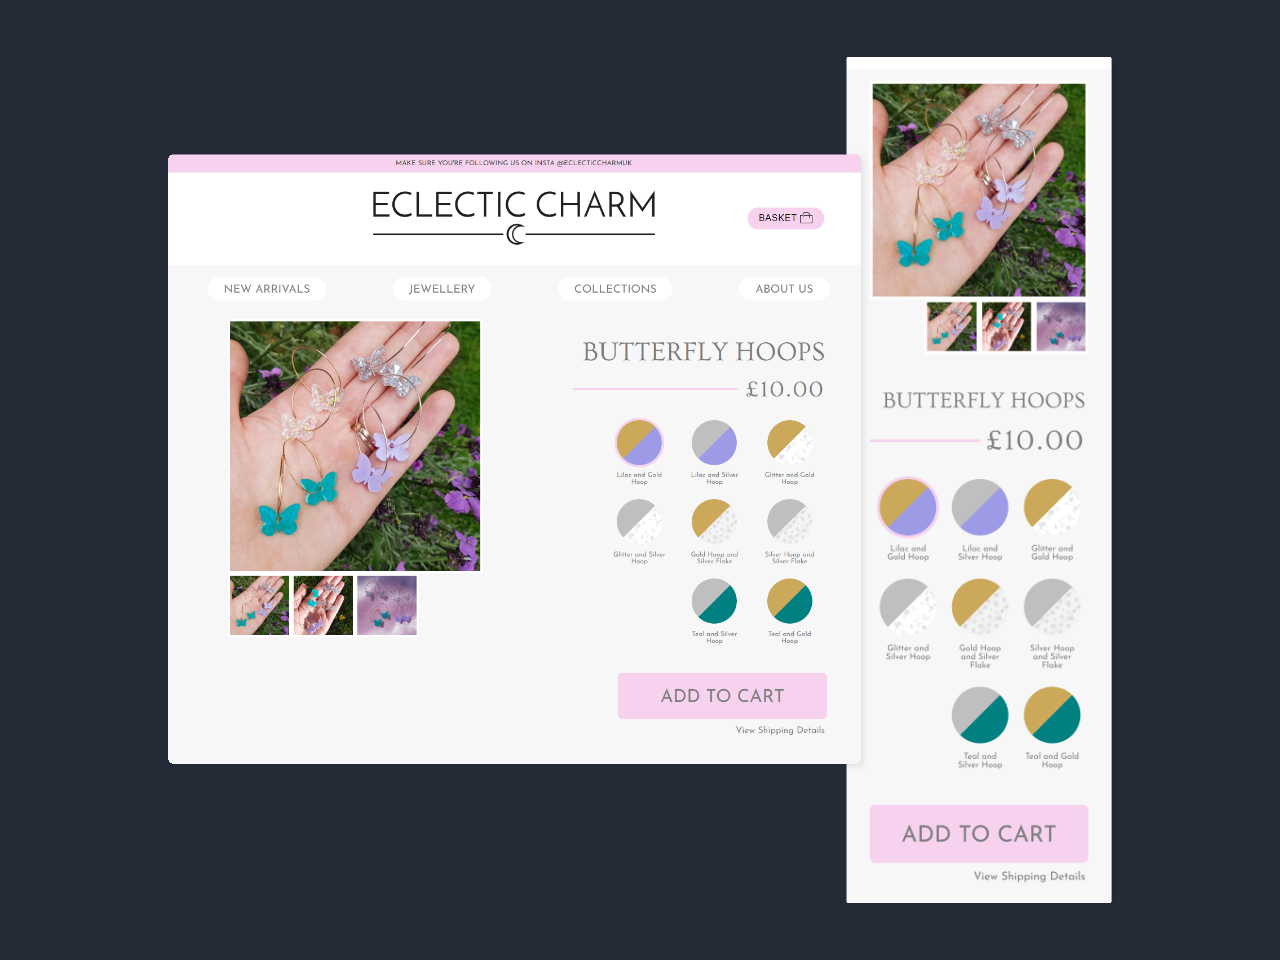 MAKE SURE YOU'RE FOLLOWING US ON INSTA @ECLECTICCHARMUK
ECLECTIC CHARM
BASKET
NEW ARRIVALS
JEWELLERY
COLLECTIONS
ABOUT US
BUTTERFLY HOOPS
£10.00
Lilac and Gold
Hoop
Lilac and Silver
Hoop
Glitter and Gold
Hoop
Glitter and Silver
Hoop
Gold Hoop and
Silver Flake
Silver Hoop and
Silver Flake
Teal and Silver
Hoop
Teal and Gold
Hoop
ADD TO CART
View Shipping Details
BUTTERFLY HOOPS
£10.00
Lilac and
Gold Hoop
Lilac and
Silver Hoop
Glitter and
Gold Hoop
Glitter and
Silver Hoop
Gold Hoop
and Silver
Flake
Silver Hoop
and Silver
Flake
Teal and
Silver Hoop
Teal and Gold
Hoop
ADD TO CART
View Shipping Details